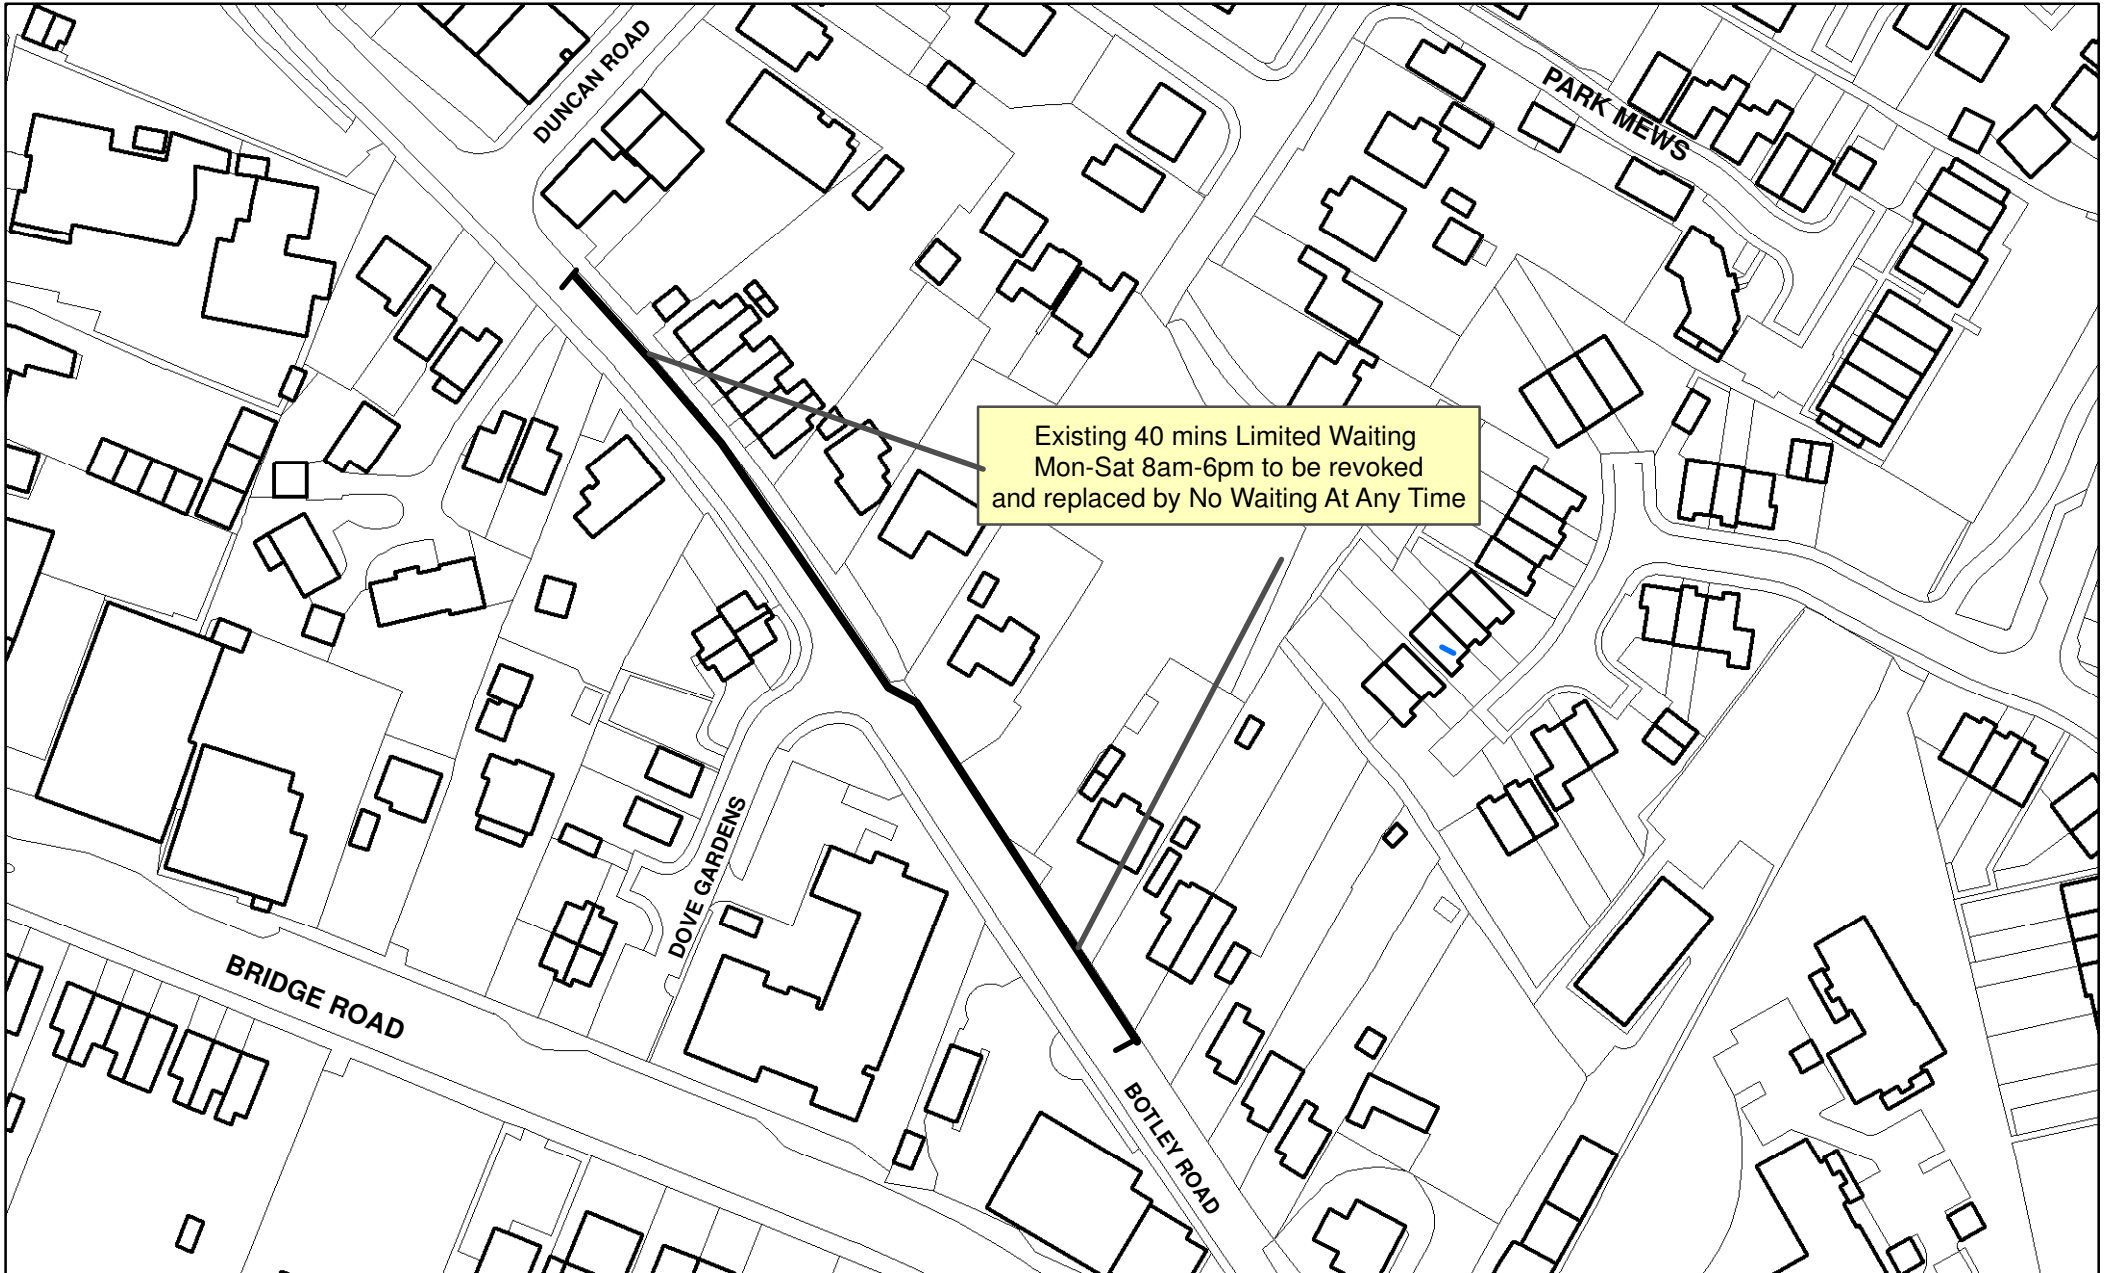 DUNCAN ROAD
PARK MEWS
Existing 40 mins Limited Waiting
Mon-Sat 8am-6pm to be revoked
and replaced by No Waiting At Any Time
DOVE GARDENS
BRIDGE ROAD
BOTLEY ROAD